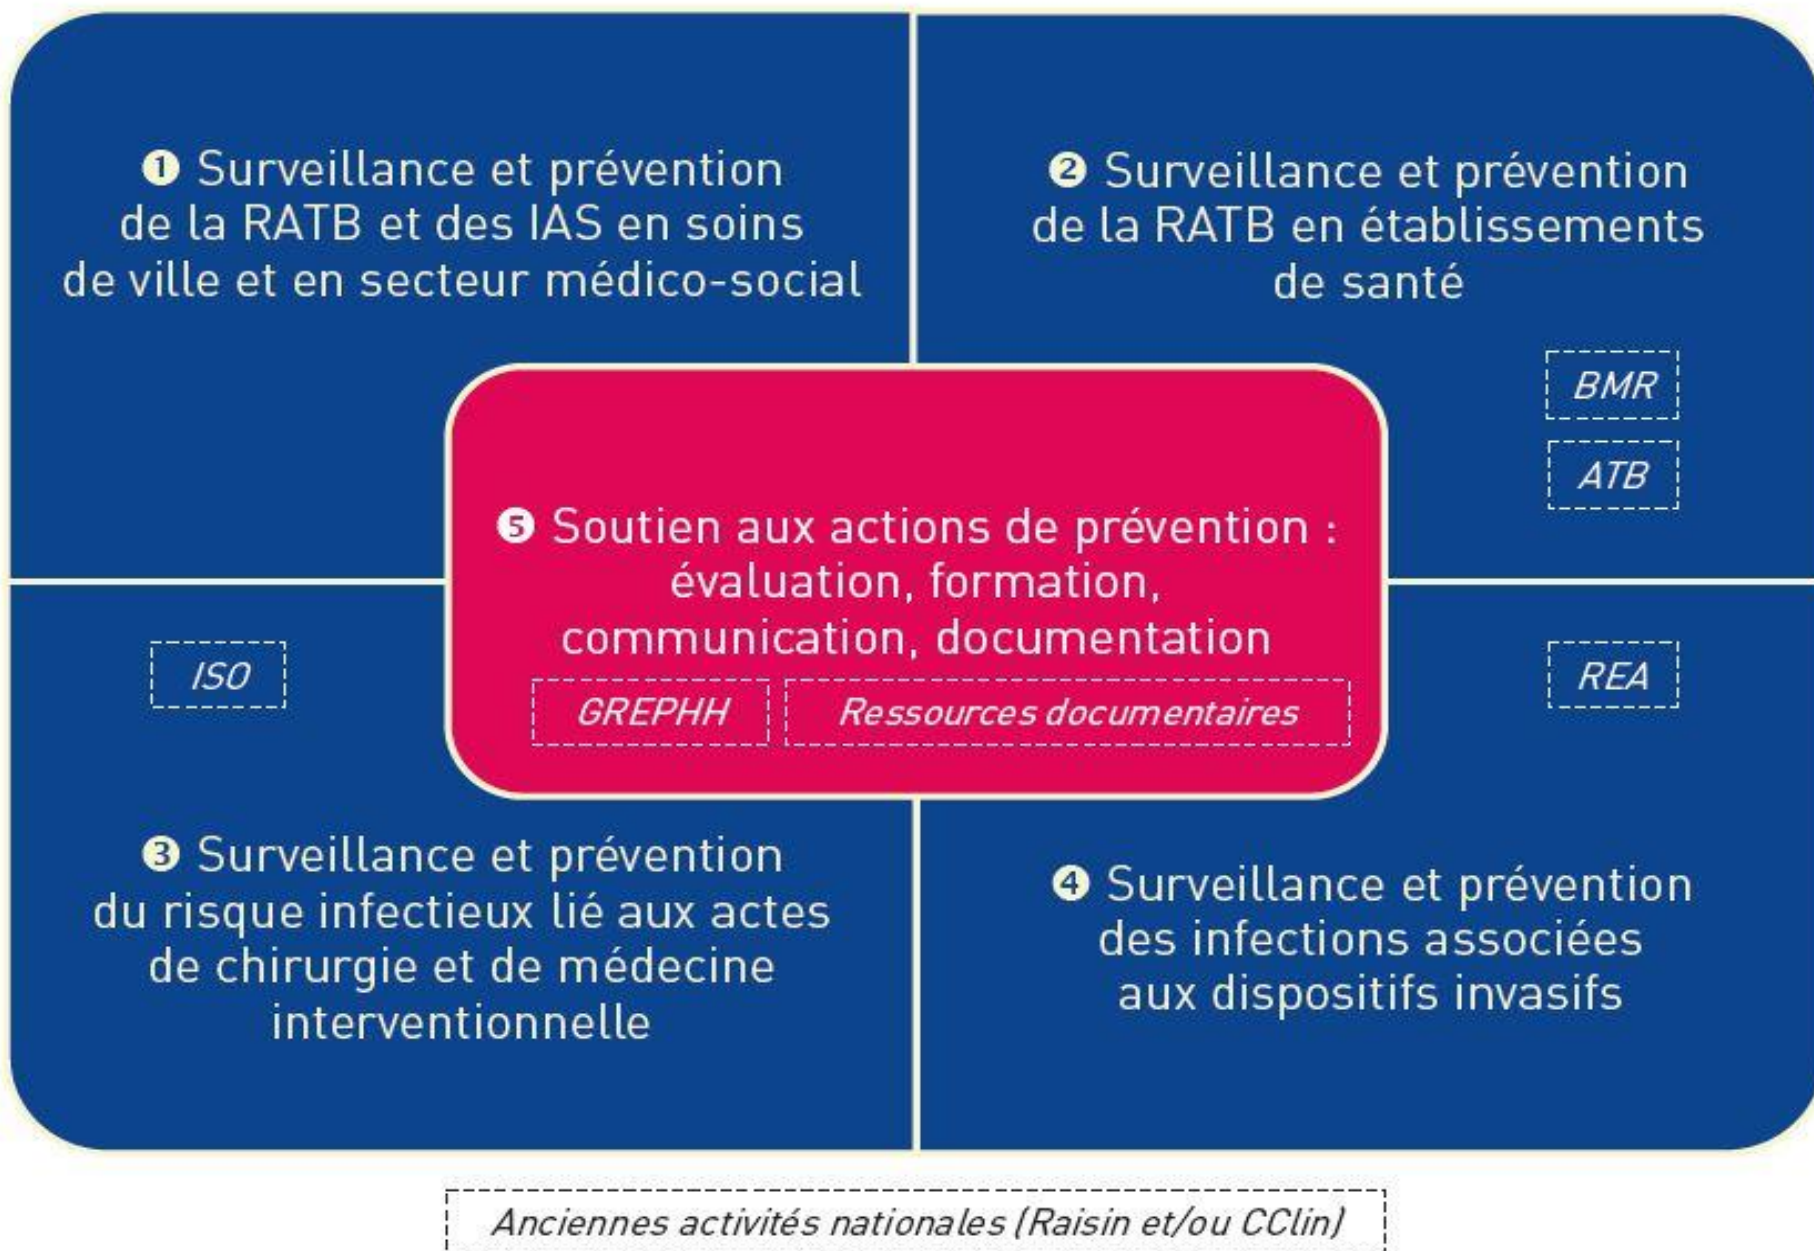 ❶ Surveillance et prévention
de la RATB et des IAS en soins
de ville et en secteur médico-social
❷ Surveillance et prévention
de la RATB en établissements
de santé
BMR
ATB
❺ Soutien aux actions de prévention :
évaluation, formation,
communication, documentation
GREPHH
Ressources documentaires
ISO
❸ Surveillance et prévention
du risque infectieux lié aux actes
de chirurgie et de médecine
interventionnelle
REA
❹ Surveillance et prévention
des infections associées
aux dispositifs invasifs
Anciennes activités nationales (Raisin et/ou CClin)